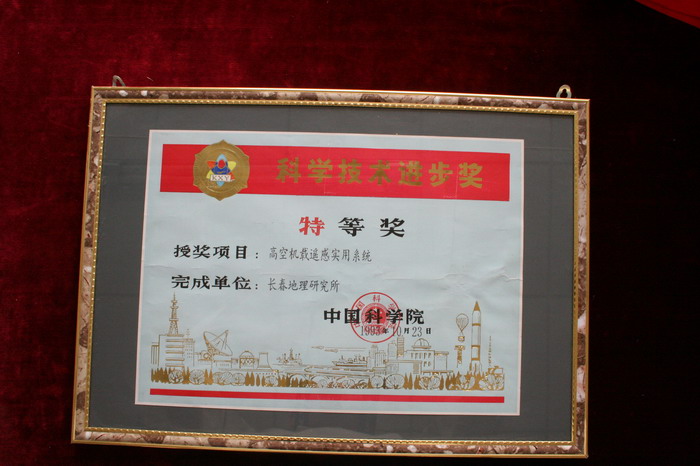 科学技术进步奖
特等奖
授奖项目：高空机载遥感实用系统
完成单位：长春地理研究所
中国科学院
10月23日